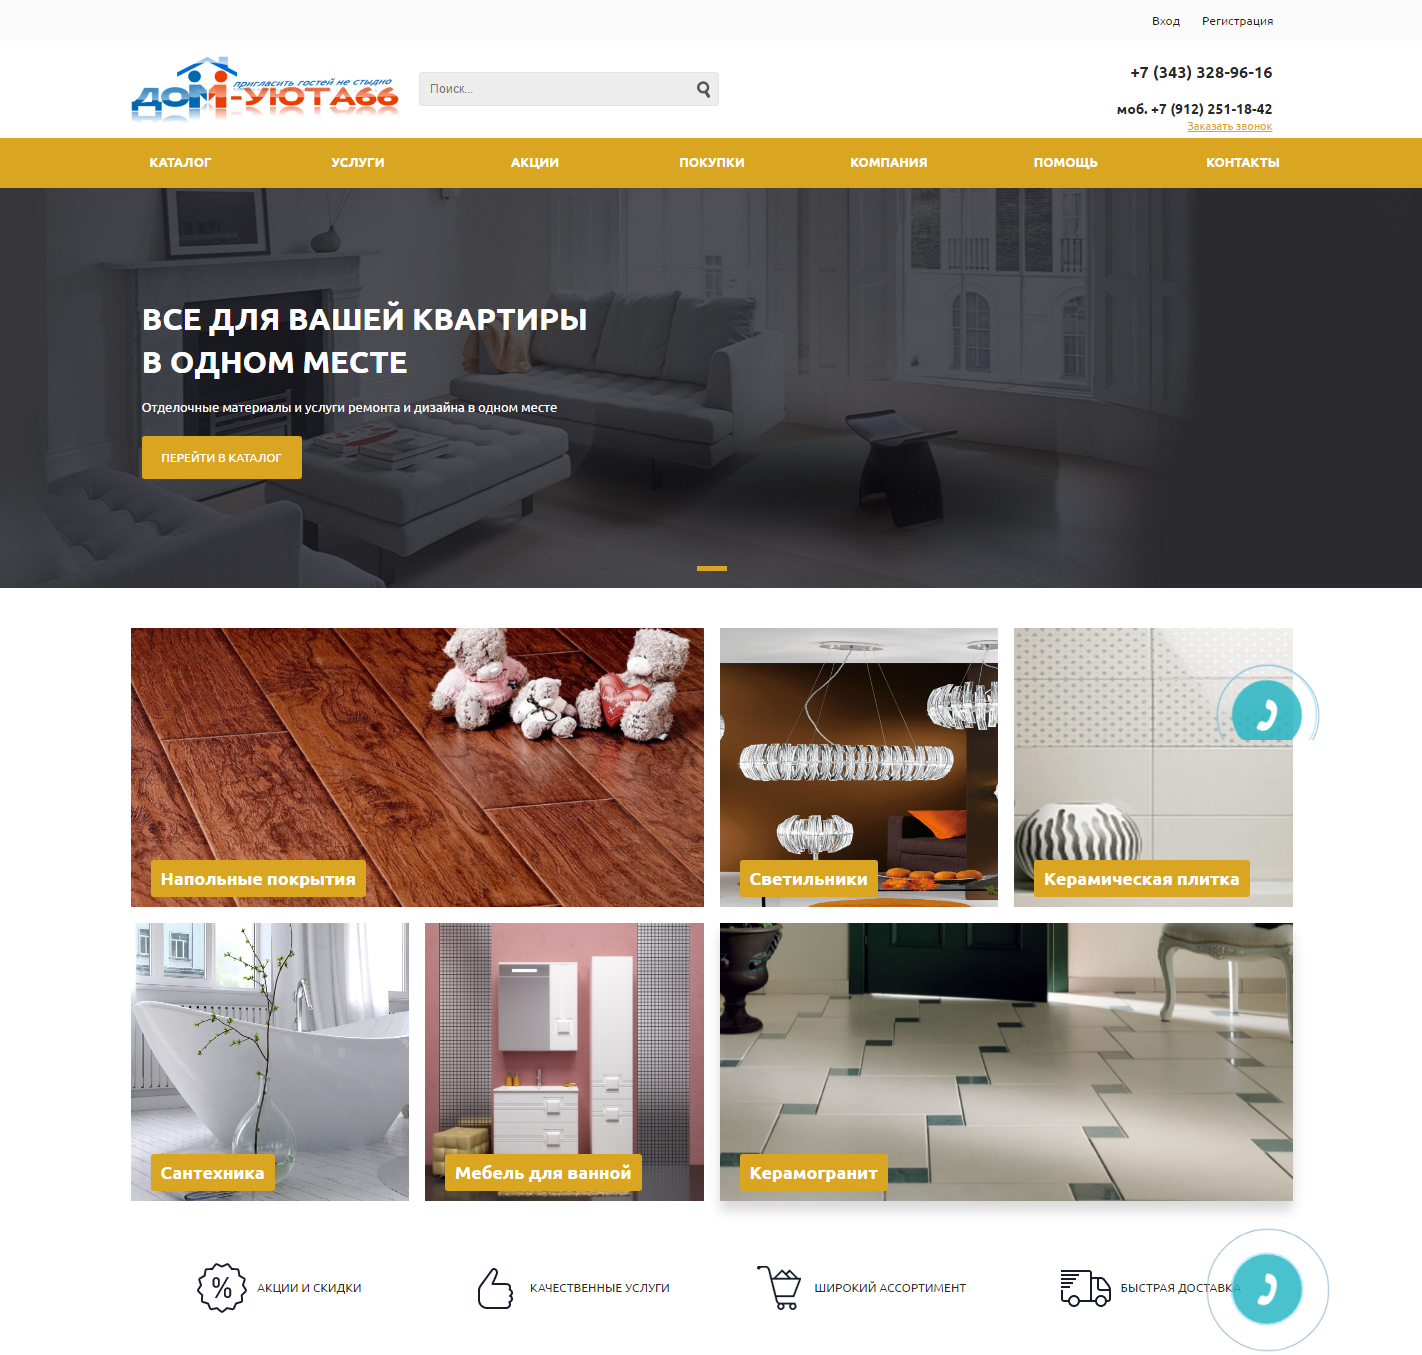 Вход Регистрация
пригласить гостей не стыдно
ДОМ-УЮТА66
Поиск...
+7 (343) 328-96-16
моб. +7 (912) 251-18-42
Заказать звонок
КАТАЛОГ УСЛУГИ АКЦИИ ПОКУПКИ КОМПАНИЯ ПОМОЩЬ КОНТАКТЫ
ВСЕ ДЛЯ ВАШЕЙ КВАРТИРЫ
В ОДНОМ МЕСТЕ
Отделочные материалы и услуги ремонта и дизайна в одном месте
ПЕРЕЙТИ В КАТАЛОГ
Напольные покрытия
Светильники
Керамическая плитка
Сантехника
Мебель для ванной
Керамогранит
% АКЦИИ И СКИДКИ
КАЧЕСТВЕННЫЕ УСЛУГИ
ШИРОКИЙ АССОРТИМЕНТ
БЫСТРАЯ ДОСТАВКА